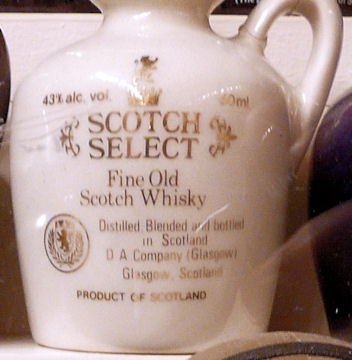 43% alc. vol.
50ml
SCOTCH
SELECT
Fine Old
Scotch Whisky
Distilled, Blended and bottled
in Scotland
D A Company (Glasgow)
Glasgow, Scotland
PRODUCT OF SCOTLAND